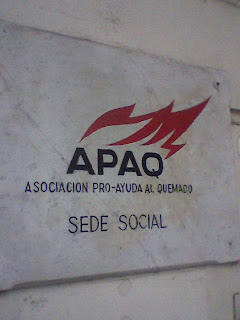 APAQ
ASOCIACION PRO-AYUDA AL QUEMADO
SEDE SOCIAL